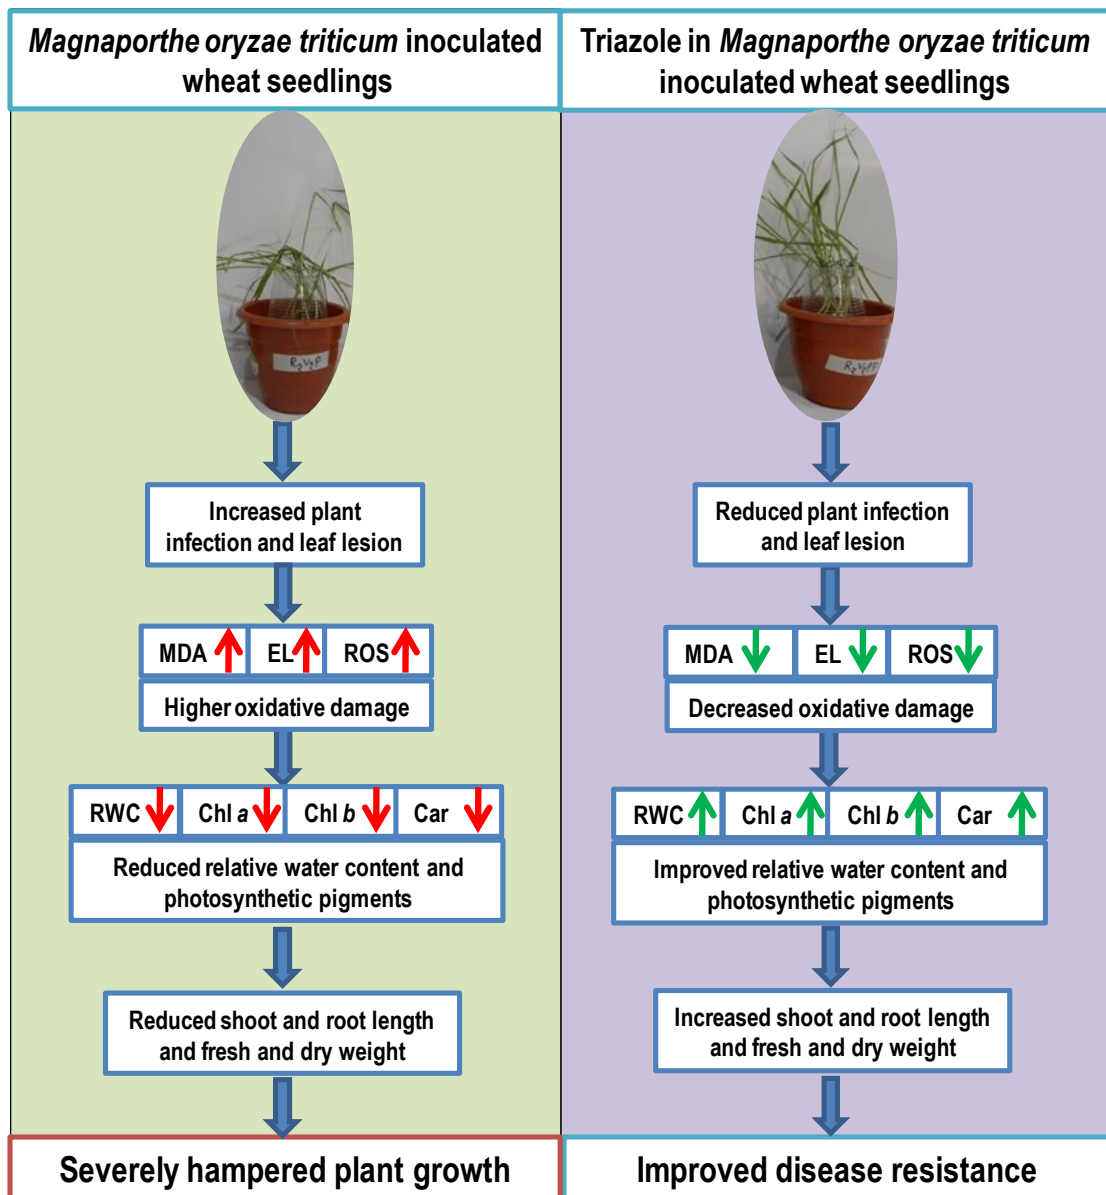 Magnaporthe oryzae triticum inoculated
wheat seedlings
R2V2P
Increased plant
infection and leaf lesion
MDA EL ROS
Higher oxidative damage
RWC Chl a Chl b Car
Reduced relative water content and
photosynthetic pigments
Reduced shoot and root length
and fresh and dry weight
Severely hampered plant growth
Triazole in Magnaporthe oryzae triticum
inoculated wheat seedlings
Reduced plant infection
and leaf lesion
MDA EL ROS
Decreased oxidative damage
RWC Chl a Chl b Car
Improved relative water content and
photosynthetic pigments
Increased shoot and root length
and fresh and dry weight
Improved disease resistance